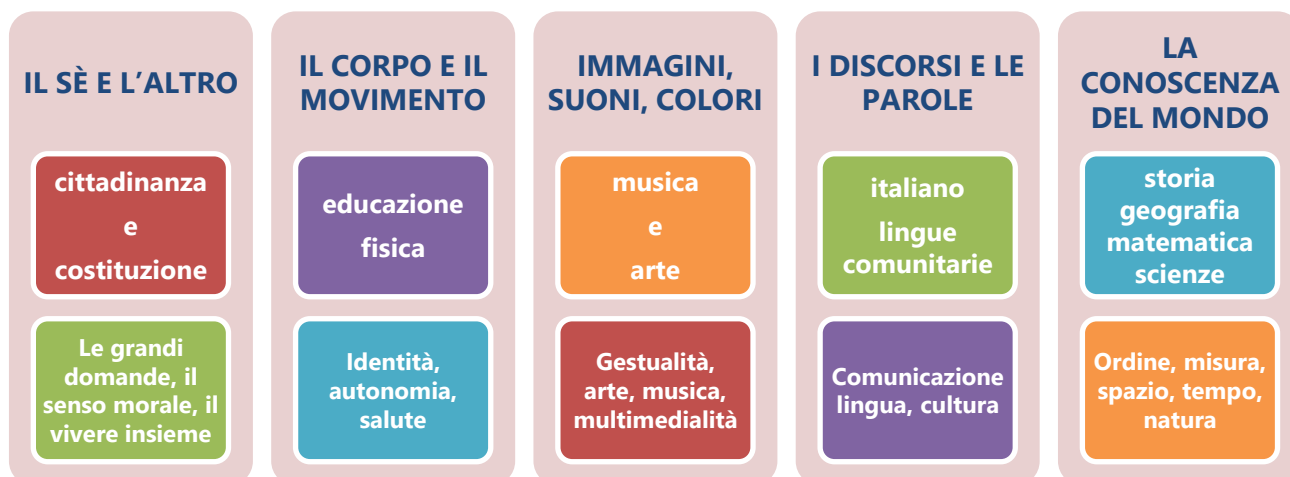 IL SÈ E L’ALTRO
cittadinanza
e
costituzione
Le grandi
domande, il
senso morale, il
vivere insieme
IL CORPO E IL
MOVIMENTO
educazione
fisica
Identità,
autonomia,
salute
IMMAGINI,
SUONI, COLORI
musica
e
arte
Gestualità,
arte, musica,
multimedialità
I DISCORSI E LE
PAROLE
italiano
lingue
comunitarie
Comunicazione
lingua, cultura
LA
CONOSCENZA
DEL MONDO
storia
geografia
matematica
scienze
Ordine, misura,
spazio, tempo,
natura